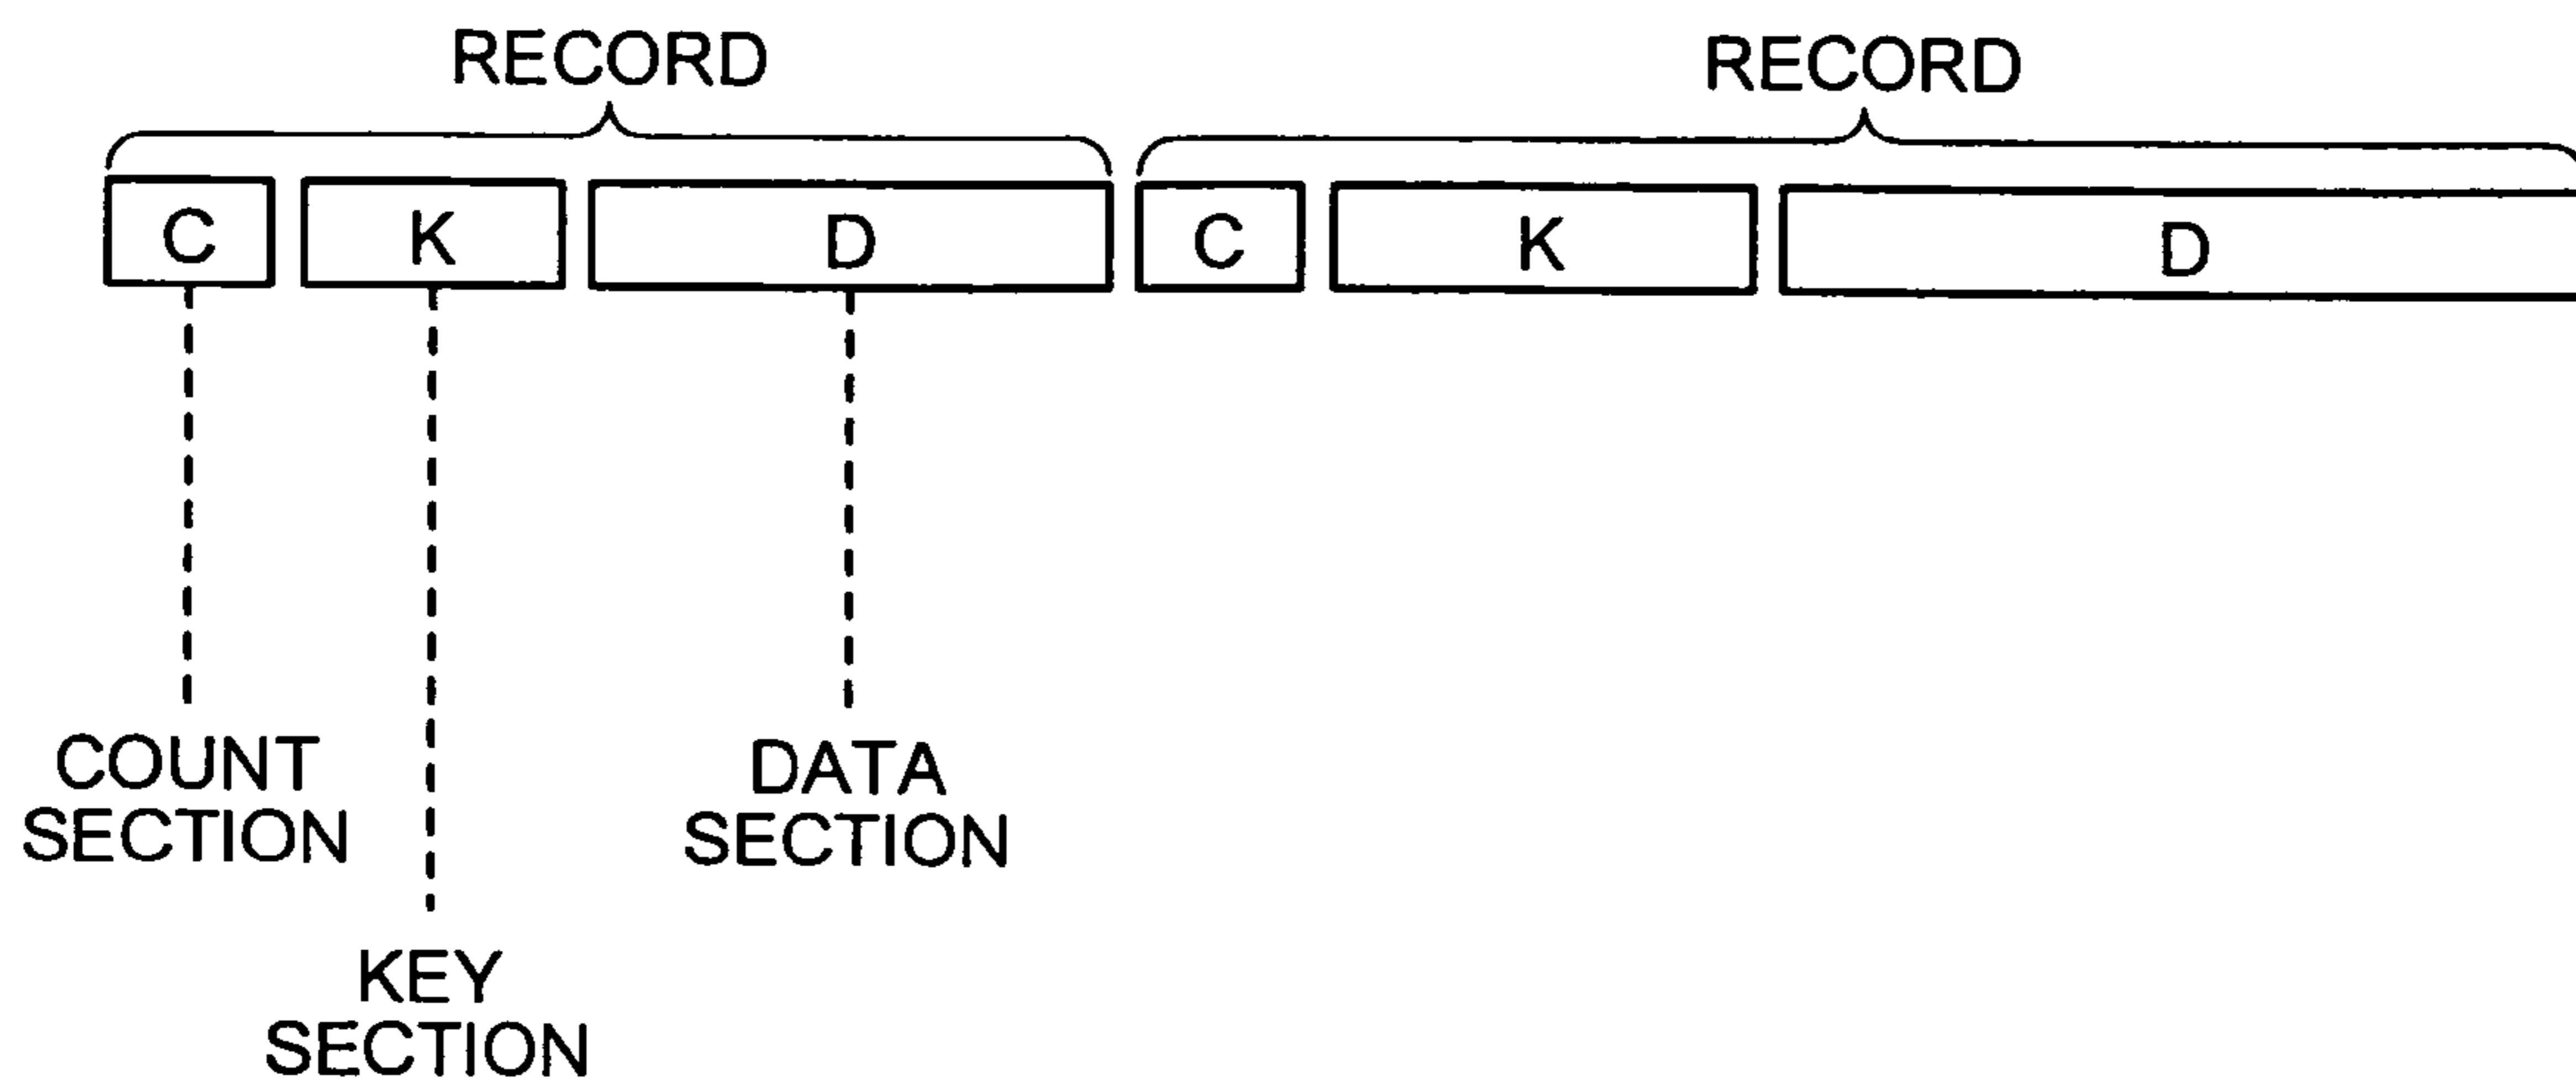 RECORD
RECORD
C
K
D
C
K
D
COUNT
SECTION
DATA
SECTION
KEY
SECTION